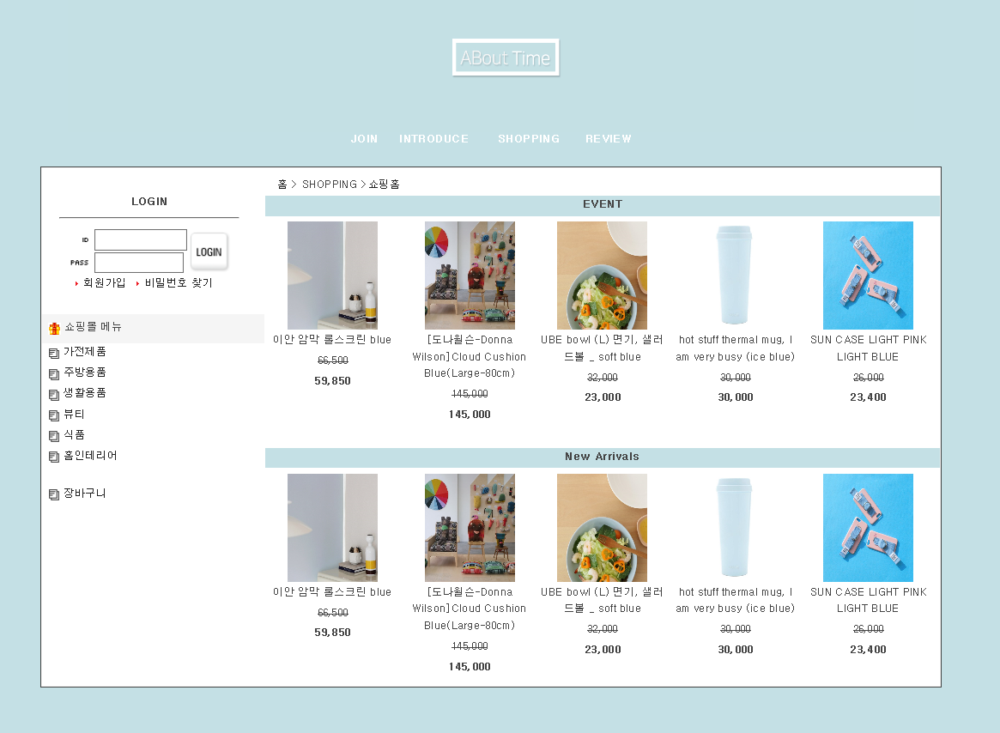 ABout Time
JOIN INTRODUCE SHOPPING REVIEW
홈 > SHOPPING > 쇼핑홈
LOGIN
ID
PASS
LOGIN
회원가입 비밀번호 찾기
쇼핑몰 메뉴
가전제품
주방용품
생활용품
뷰티
식품
홈인테리어
장바구니
EVENT
이안 암막 롤스크린 blue
66,500
59,850
[도나윌슨-Donna
Wilson]Cloud Cushion
Blue(Large-80cm)
145,000
145,000
UBE bowl (L) 면기, 샐러
드볼 _ soft blue
32,000
23,000
hot stuff thermal mug, I
am very busy (ice blue)
30,000
30,000
SUN CASE LIGHT PINK
LIGHT BLUE
26,000
23,400
New Arrivals
이안 암막 롤스크린 blue
66,500
59,850
[도나윌슨-Donna
Wilson]Cloud Cushion
Blue(Large-80cm)
145,000
145,000
UBE bowl (L) 면기, 샐러
드볼 _ soft blue
32,000
23,000
hot stuff thermal mug, I
am very busy (ice blue)
30,000
30,000
SUN CASE LIGHT PINK
LIGHT BLUE
26,000
23,400